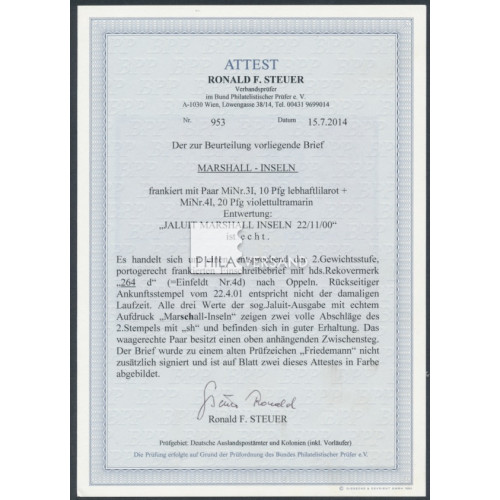 ATTEST
RONALD F. STEUER
Verbandsprüfer
im Bund Philatelistischer Prüfer e. V.
A-1030 Wien, Löwengasse 38/14, Tel. 00431 9699014
Nr. 953 Datum 15.7.2014
Der zur Beurteilung vorliegende Brief
MARSHALL - INSELN
frankiert mit Paar MiNr.3I, 10 Pfg lebhaftlilarot +
MiNr.4I, 20 Pfg violettultramarin
Entwertung:
"JALUIT MARSHALL INSELN 22/11/00"
ist echt.
PHILA VERSAND
Es handelt sich um einen entsprechend der 2.Gewichtsstufe,
portogerecht frankierten Einschreibebrief mit hds.Rekovermerk
„264 d" (=Einfeldt Nr.4d) nach Oppeln. Rückseitiger
Ankunftsstempel vom 22.4.01 entspricht nicht der damaligen
Laufzeit. Alle drei Werte der sog.Jaluit-Ausgabe mit echtem
Aufdruck „Marschall-Inseln" zeigen zwei volle Abschläge des
2.Stempels mit „sh" und befinden sich in guter Erhaltung. Das
waagerechte Paar besitzt einen oben anhängenden Zwischensteg.
Der Brief wurde zu einem alten Prüfzeichen „Friedemann" nicht
zusätzlich signiert und ist auf Blatt zwei dieses Attestes in Farbe
abgebildet.
Ronald F. STEUER
Prüfgebiet: Deutsche Auslandspostämter und Kolonien (inkl. Vorläufer)
Die Prüfung erfolgte auf Grund der Prüfordnung des Bundes Philatelistischer Prüfer e.V.